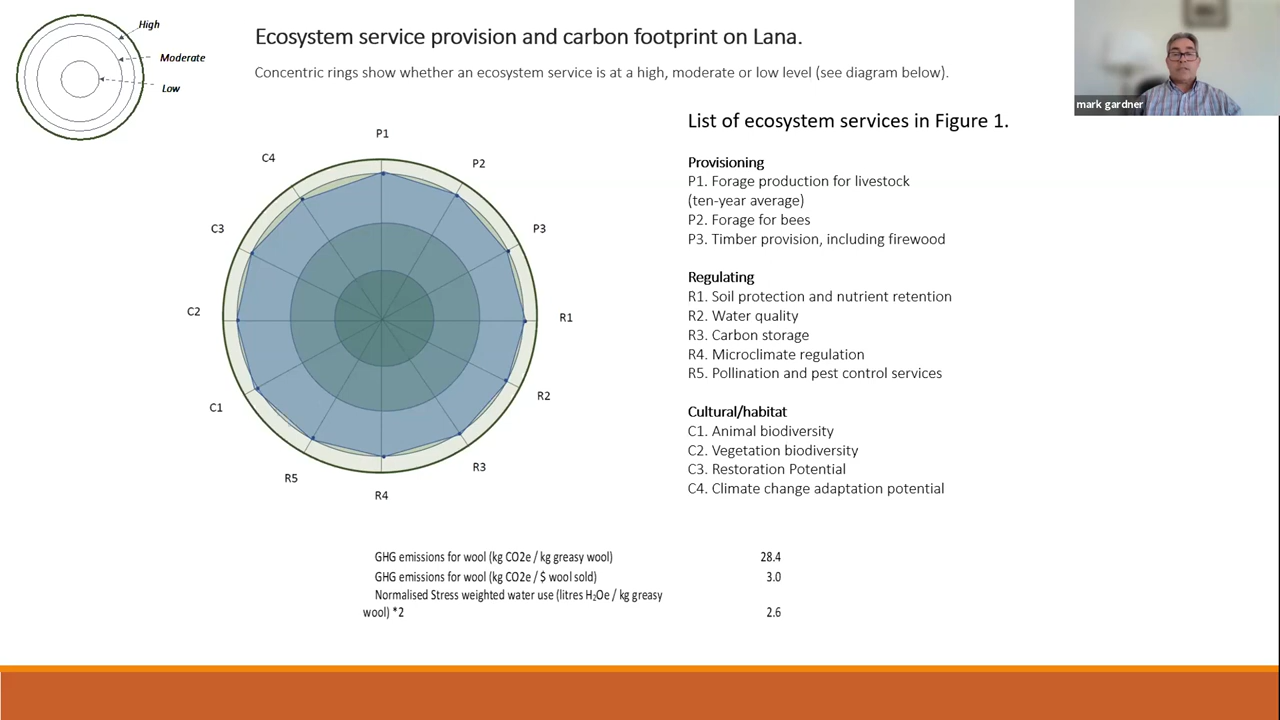 High
Moderate
Low
Ecosystem service provision and carbon footprint on Lana.
Concentric rings show whether an ecosystem service is at a high, moderate or low level (see diagram below).
mark gardner
P1
P2
P3
R1
R2
R3
R4
R5
C1
C2
C3
C4
List of ecosystem services in Figure 1.
Provisioning
P1. Forage production for livestock
(ten-year average)
P2. Forage for bees
P3. Timber provision, including firewood
Regulating
R1. Soil protection and nutrient retention
R2. Water quality
R3. Carbon storage
R4. Microclimate regulation
R5. Pollination and pest control services
Cultural/habitat
C1. Animal biodiversity
C2. Vegetation biodiversity
C3. Restoration Potential
C4. Climate change adaptation potential
GHG emissions for wool (kg CO2e / kg greasy wool) 28.4
GHG emissions for wool (kg CO2e / $ wool sold) 3.0
Normalised Stress weighted water use (litres H₂Oe / kg greasy
wool) *2 2.6